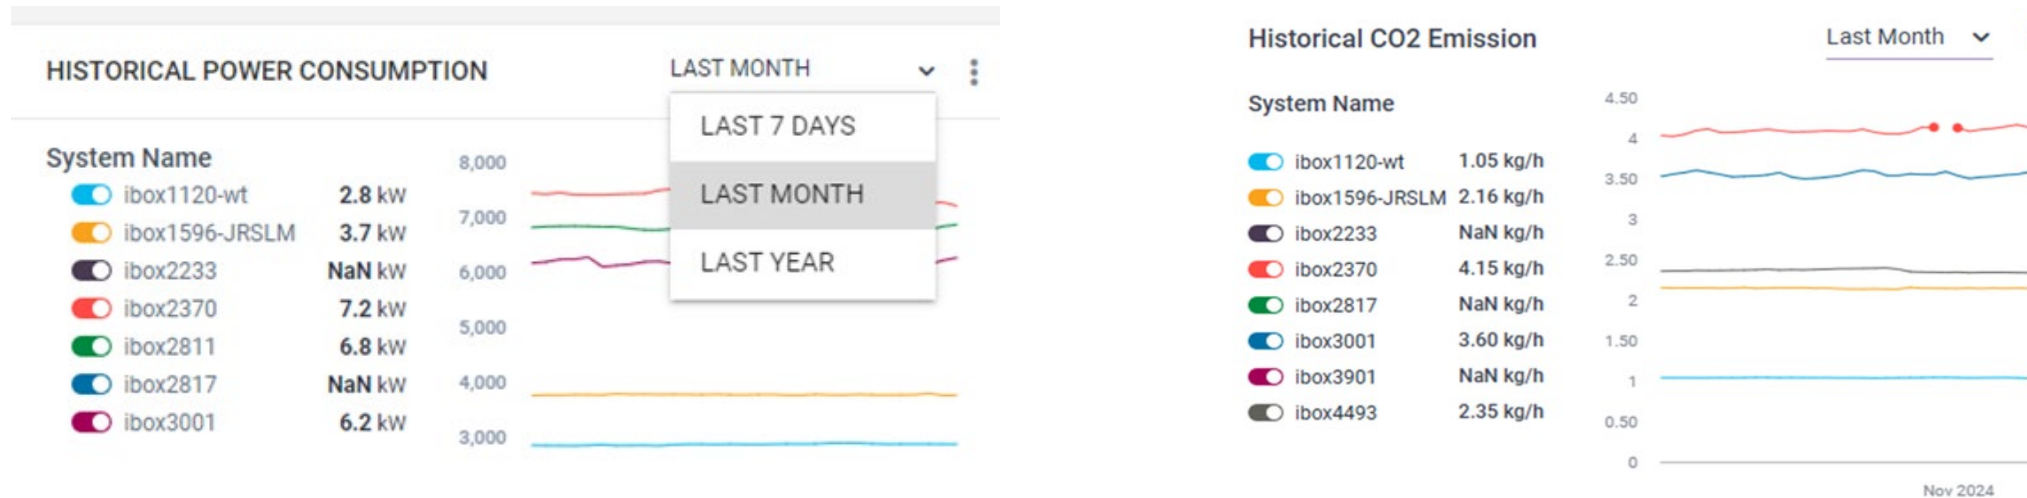 HISTORICAL POWER CONSUMPTION
LAST MONTH
LAST 7 DAYS
LAST MONTH
LAST YEAR
System Name
ibox1120-wt 2.8 kW
ibox1596-JRSLM 3.7 kW
ibox2233 NaN kW
ibox2370 7.2 kW
ibox2811 6.8 kW
ibox2817 NaN kW
ibox3001 6.2 kW
8,000
7,000
6,000
5,000
4,000
3,000
Historical CO2 Emission
Last Month
System Name
ibox1120-wt 1.05 kg/h
ibox1596-JRSLM 2.16 kg/h
ibox2233 NaN kg/h
ibox2370 4.15 kg/h
ibox2817 NaN kg/h
ibox3001 3.60 kg/h
ibox3901 NaN kg/h
ibox4493 2.35 kg/h
4.50
4
3.50
3
2.50
2
1.50
1
0.50
0
Nov 2024